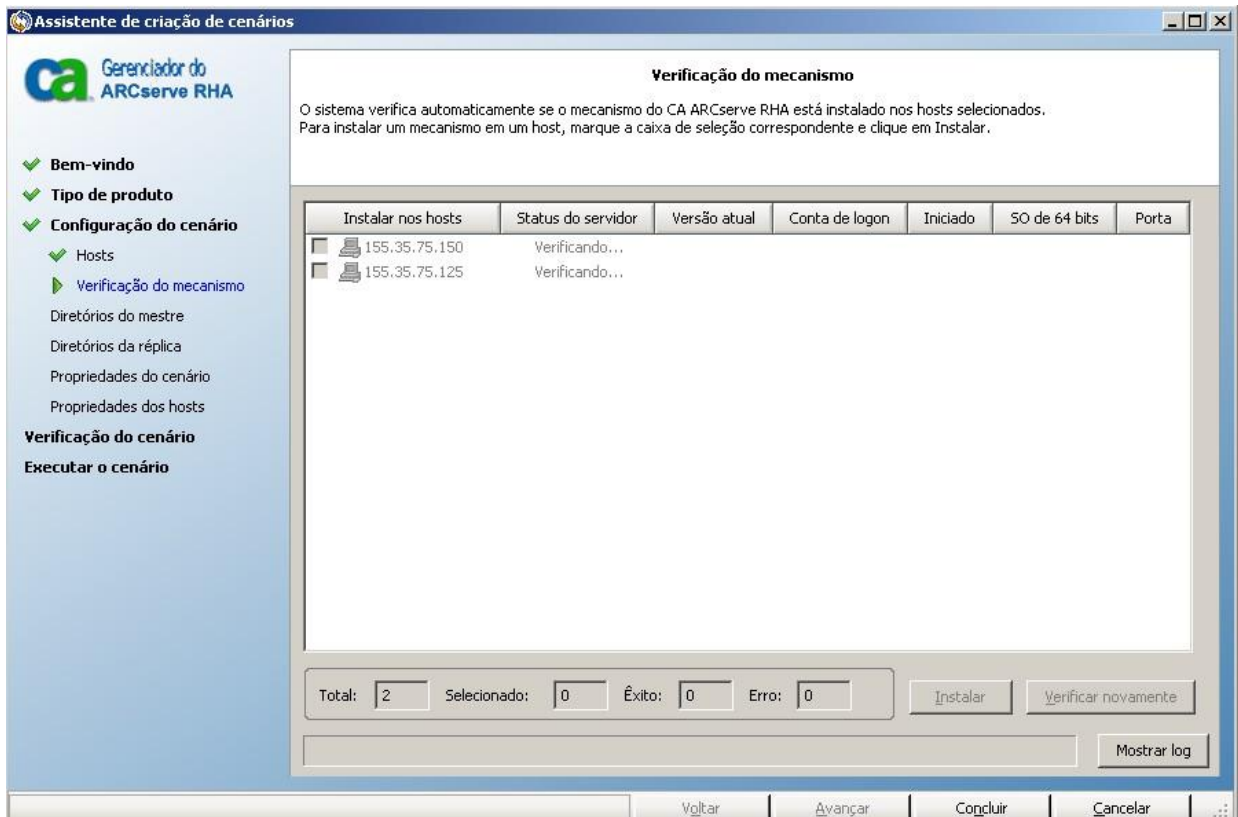 Assistente de criação de cenários
ca
Gerenciador do
ARCserve RHA
Bem-vindo
Tipo de produto
Configuração do cenário
Hosts
Verificação do mecanismo
Diretórios do mestre
Diretórios da réplica
Propriedades do cenário
Propriedades dos hosts
Verificação do cenário
Executar o cenário
Verificação do mecanismo
O sistema verifica automaticamente se o mecanismo do CA ARCserve RHA está instalado nos hosts selecionados.
Para instalar um mecanismo em um host, marque a caixa de seleção correspondente e clique em Instalar.
Instalar nos hosts Status do servidor Versão atual Conta de logon Iniciado SO de 64 bits Porta
155.35.75.150 Verificando...
155.35.75.125 Verificando...
Total: 2 Selecionado: 0 Êxito: 0 Erro: 0 Instalar Verificar novamente
Mostrar log
Voltar Avançar Concluir Cancelar